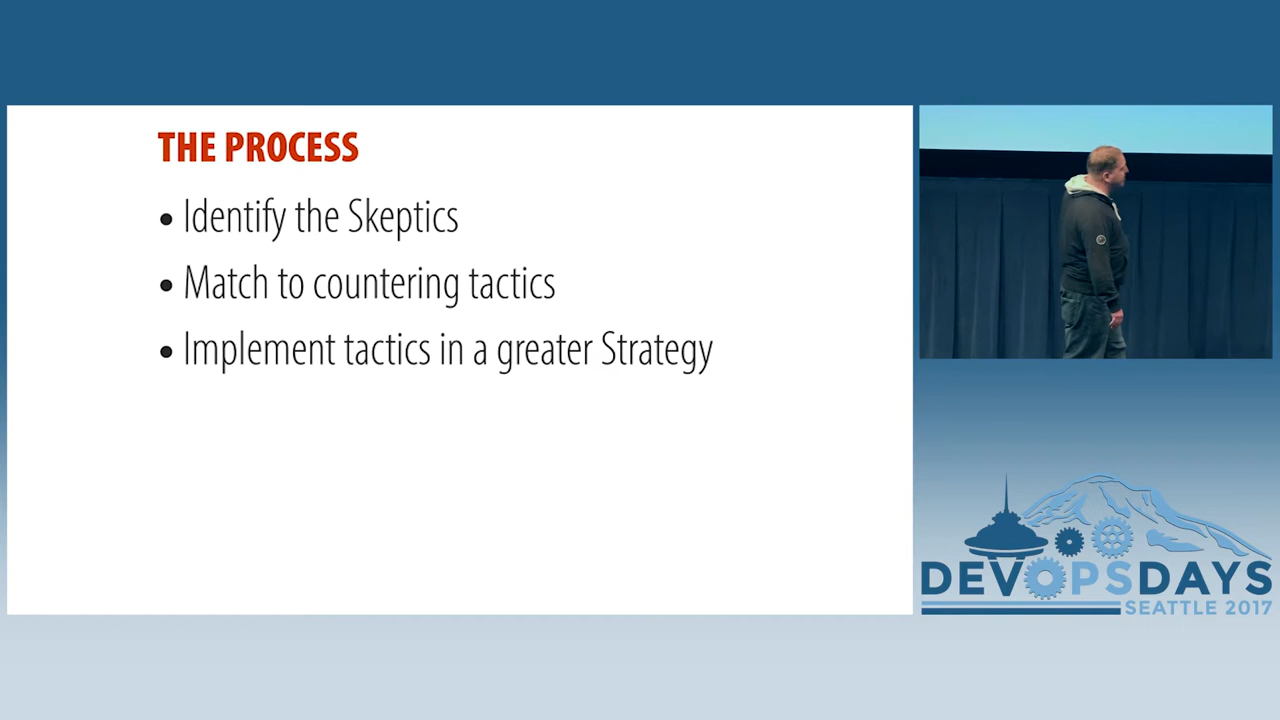 THE PROCESS
• Identify the Skeptics
• Match to countering tactics
• Implement tactics in a greater Strategy
DEVOPSDAYS
SEATTLE 2017